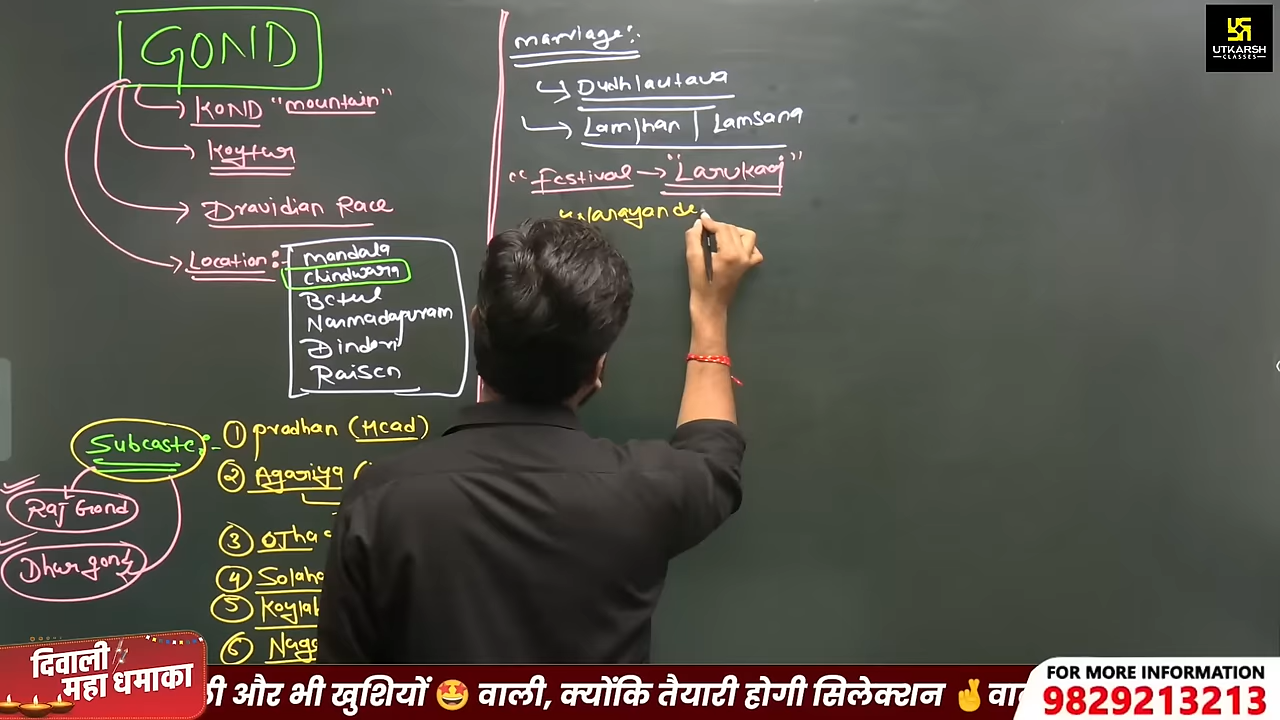 GOND
KOND "mountain"
Koytur
Dravidian Race
Location:-
mandala
Chindwara
Betul
Narmadapuram
Dindori
Raisen
Subcaste:-
① pradhan (Head)
② Agariya (
③ OJha
④ Solaha
⑤ Koylab
⑥ Naga
Raj Gond
Dhur gond
marriage:-
Dudhlautava
Lamjhan | Lamsana
"Festival → "Larukaaj"
UTKARSH
CLASSES
दिवाली
महा धमाका
और भी खुशियों 🤩 वाली, क्योंकि तैयारी होगी सिलेक्शन 🤞
FOR MORE INFORMATION
9829213213